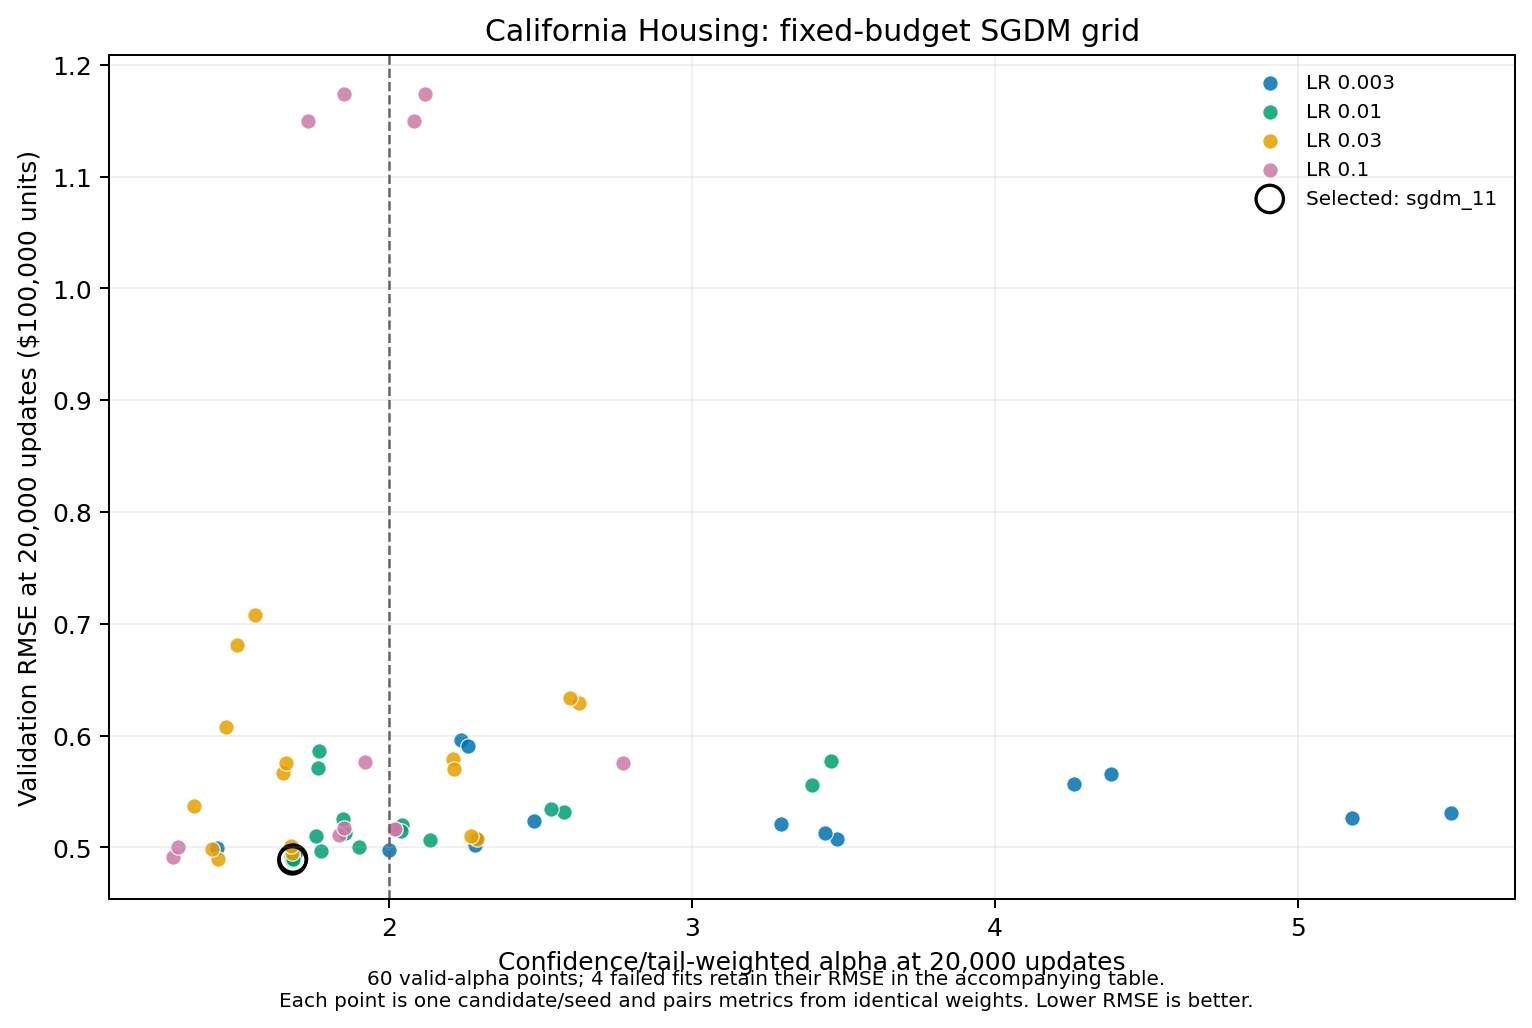 California Housing: fixed-budget SGDM grid
Validation RMSE at 20,000 updates ($100,000 units)
1.2
1.1
1.0
0.9
0.8
0.7
0.6
0.5
LR 0.003
LR 0.01
LR 0.03
LR 0.1
Selected: sgdm_11
2
3
4
5
Confidence/tail-weighted alpha at 20,000 updates
60 valid-alpha points; 4 failed fits retain their RMSE in the accompanying table.
Each point is one candidate/seed and pairs metrics from identical weights. Lower RMSE is better.